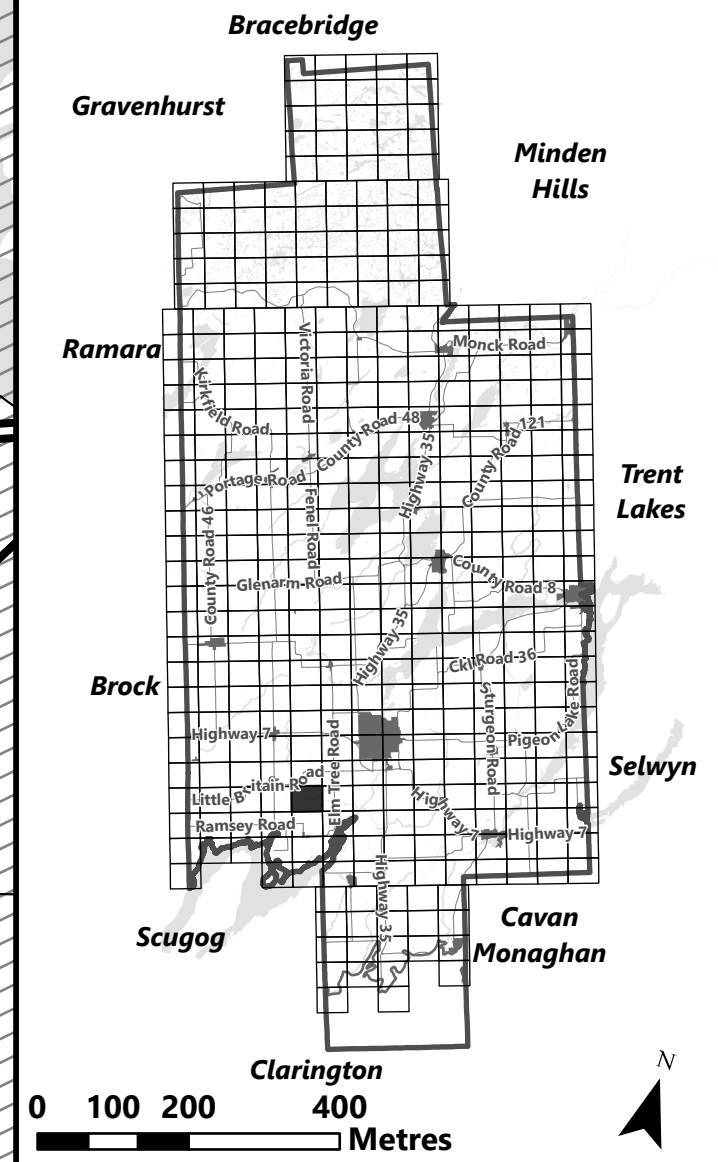 Bracebridge
Gravenhurst
Minden
Hills
Ramara
Monck Road
Victoria Road
Kirkfield Road
County Road 48
County Road 121
Highway 35
Portage Road
Trent
Lakes
Fenel Road
County Road 46
Glenarm Road
County Road 8
Highway 35
Ckl Road 36
Brock
Sturgeon Road
Pigeon Lake Road
Highway 7
Elm Tree Road
Selwyn
Little Britain Road
Highway 7
Ramsey Road
Highway 7
Highway 35
Scugog
Cavan
Monaghan
Clarington
N
0 100 200 400
Metres